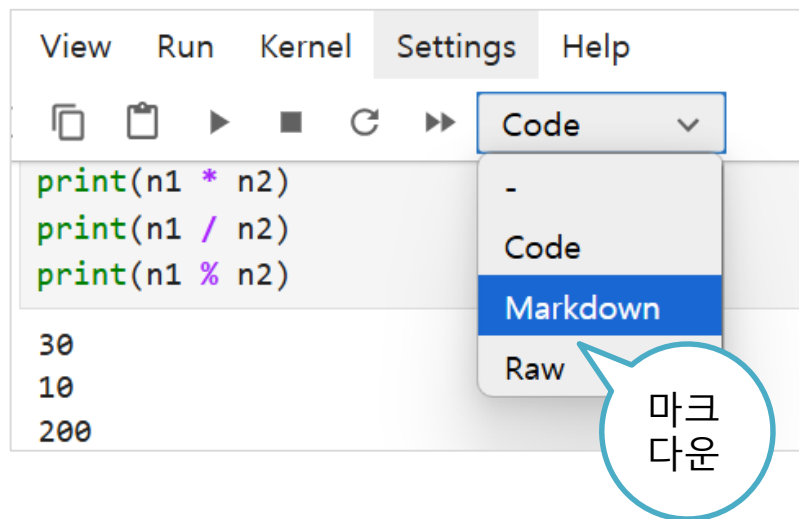 View Run Kernel Settings Help
Code
print(n1 * n2)
print(n1 / n2)
print(n1 % n2)
-
Code
Markdown
Raw
30
10
200
마크
다운